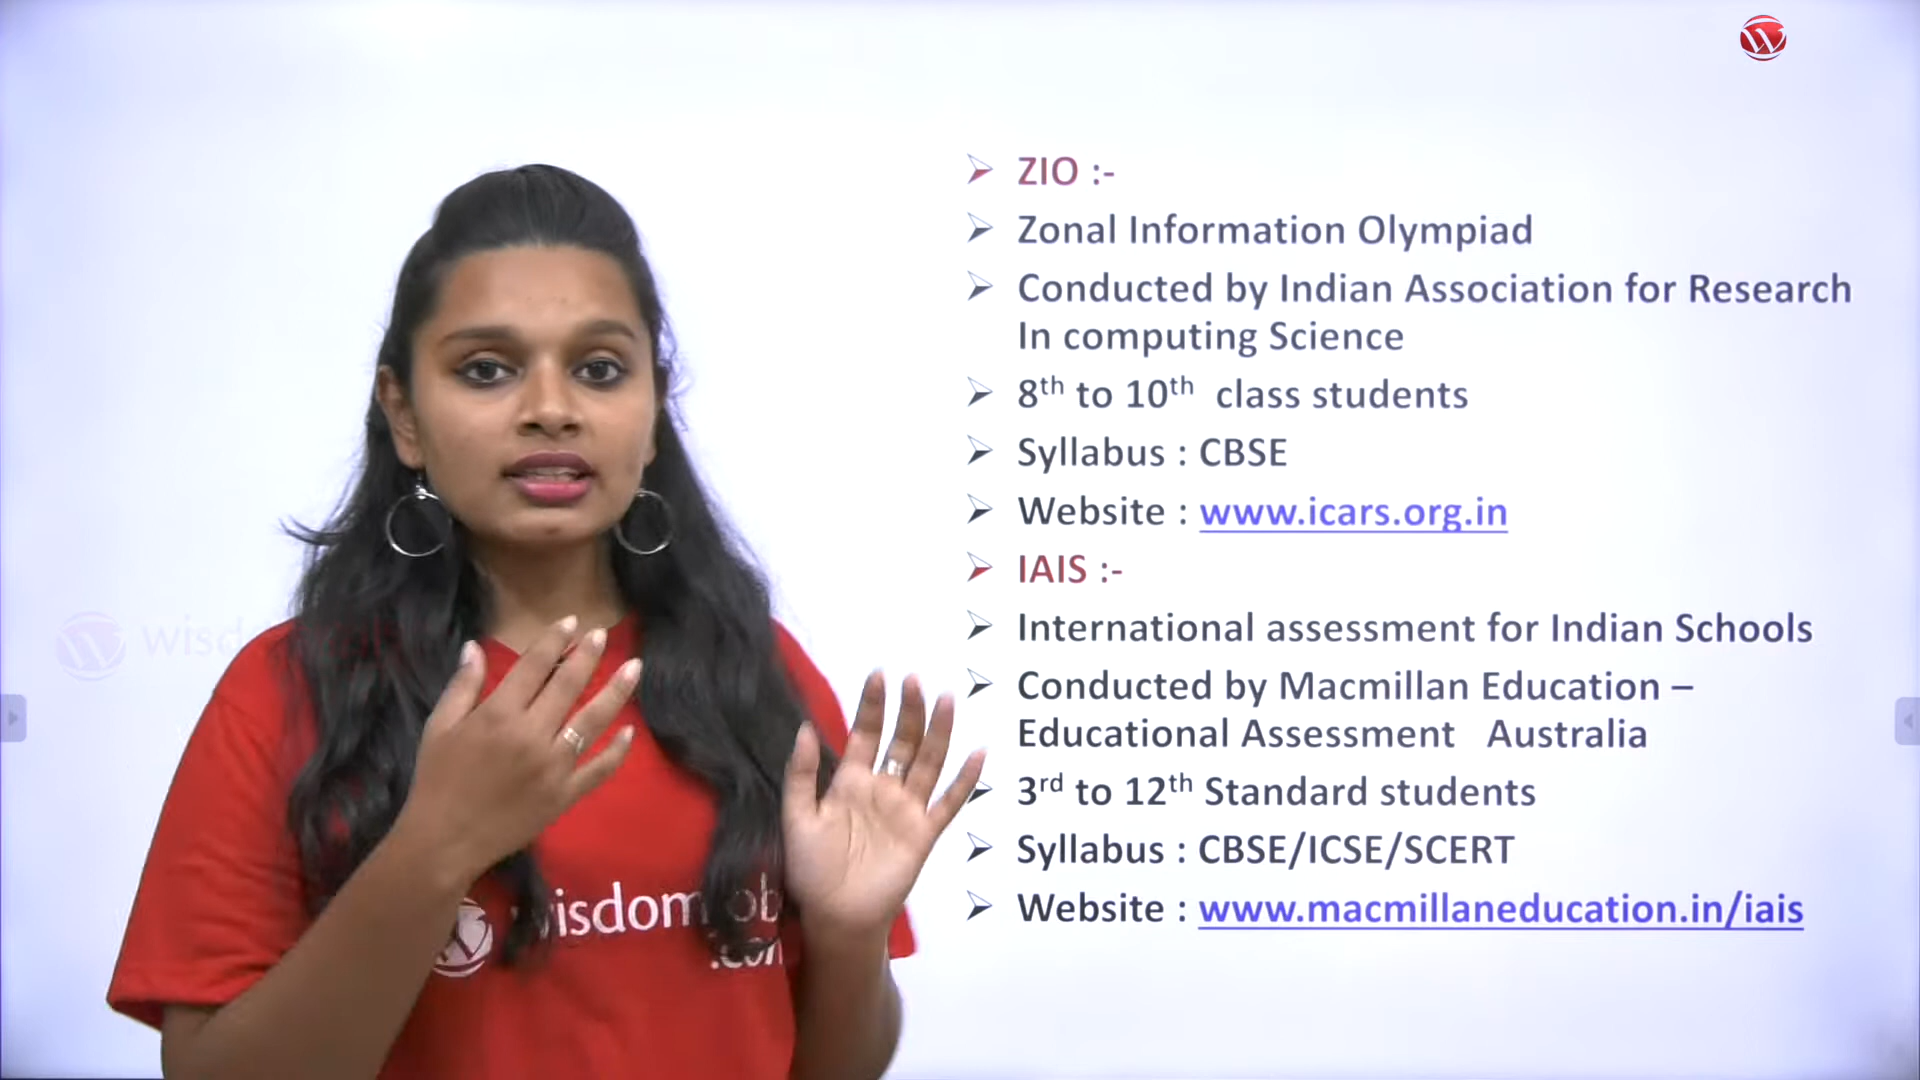 ZIO :-
Zonal Information Olympiad
Conducted by Indian Association for Research
In computing Science
8th to 10th class students
Syllabus : CBSE
Website : www.icars.org.in
IAIS :-
International assessment for Indian Schools
Conducted by Macmillan Education –
Educational Assessment Australia
3rd to 12th Standard students
Syllabus : CBSE/ICSE/SCERT
Website : www.macmillaneducation.in/iais